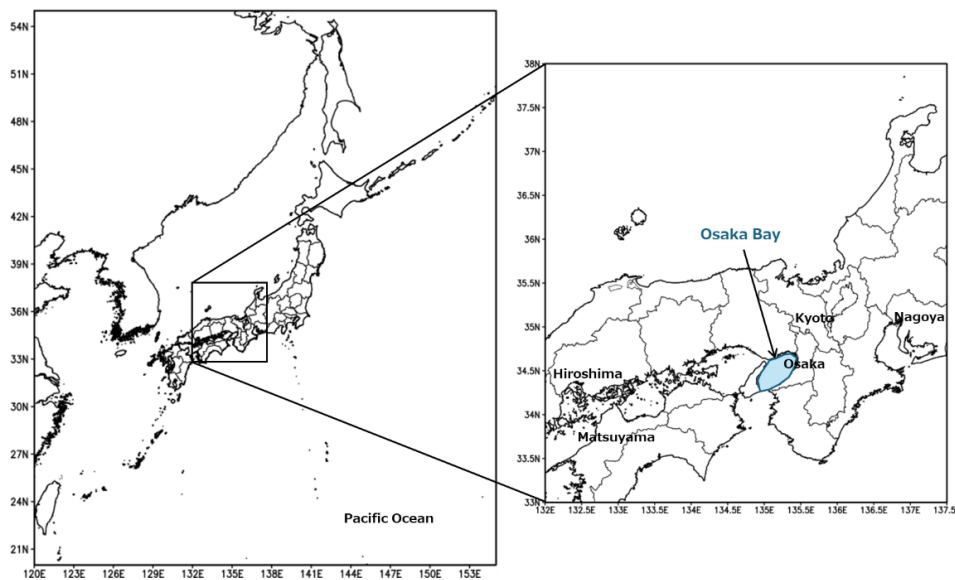 54N
51N
48N
45N
42N
39N
36N
33N
30N
27N
24N
21N
120E 123E 126E 129E 132E 135E 138E 141E 144E 147E 150E 153E
Pacific Ocean
38N
37.5N
37N
36.5N
36N
35.5N
35N
34.5N
34N
33.5N
33N
132E 132.5E 133E 133.5E 134E 134.5E 135E 135.5E 136E 136.5E 137E 137.5E
Osaka Bay
Kyoto
Nagoya
Osaka
Hiroshima
Matsuyama